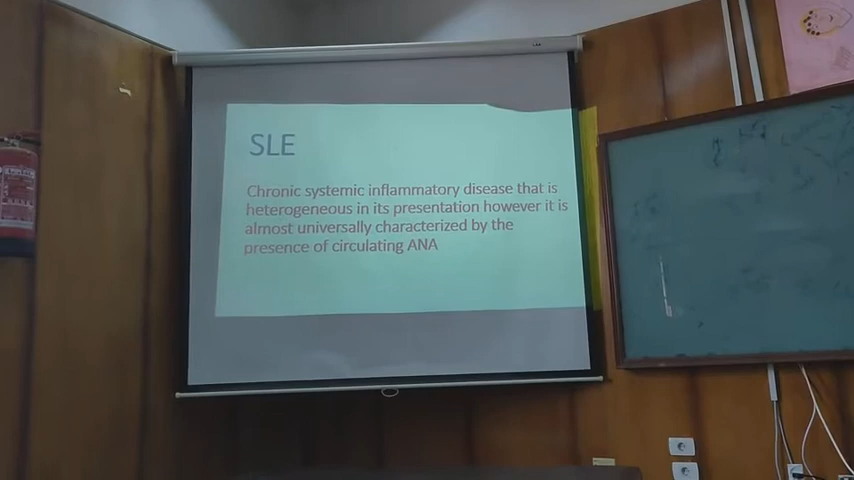 SLE
Chronic systemic inflammatory disease that is
heterogeneous in its presentation however it is
almost universally characterized by the
presence of circulating ANA